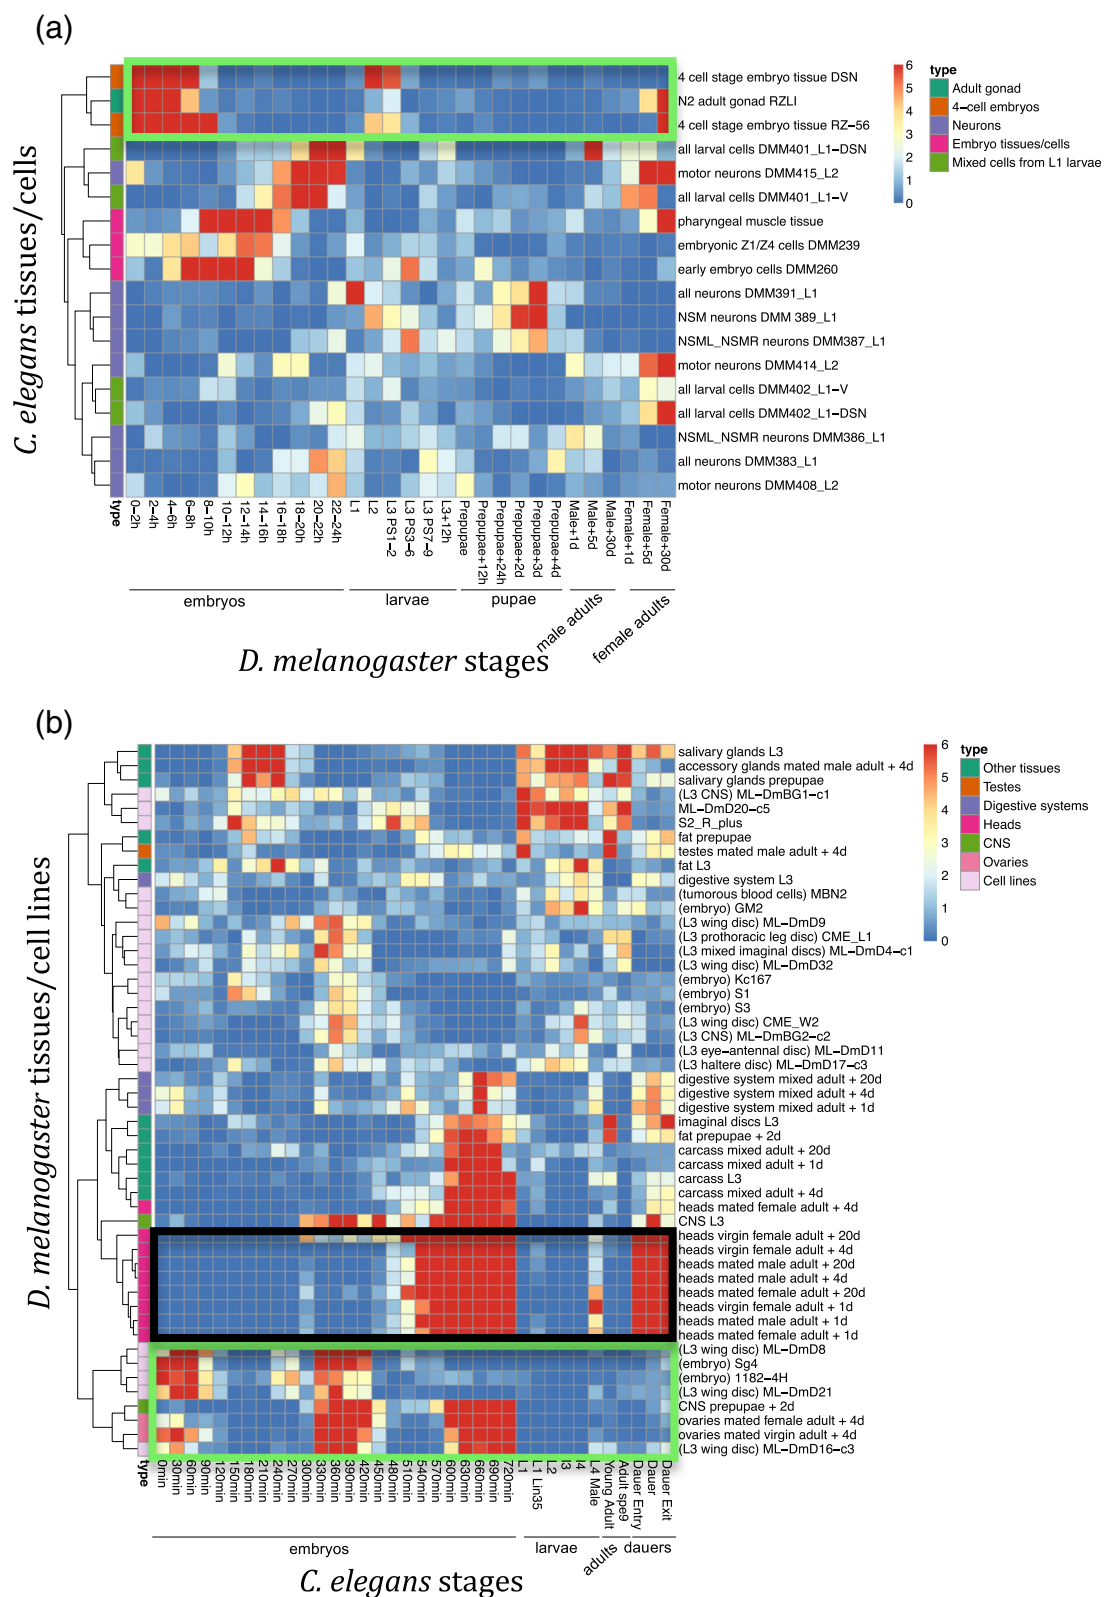 (a)
C. elegans tissues/cells
4 cell stage embryo tissue DSN
N2 adult gonad RZLI
4 cell stage embryo tissue RZ−56
all larval cells DMM401_L1−DSN
motor neurons DMM415_L2
all larval cells DMM401_L1−V
pharyngeal muscle tissue
embryonic Z1/Z4 cells DMM239
early embryo cells DMM260
all neurons DMM391_L1
NSM neurons DMM 389_L1
NSML_NSMR neurons DMM387_L1
motor neurons DMM414_L2
all larval cells DMM402_L1−V
all larval cells DMM402_L1−DSN
NSML_NSMR neurons DMM386_L1
all neurons DMM383_L1
motor neurons DMM408_L2
6
5
4
3
2
1
0
type
Adult gonad
4−cell embryos
Neurons
Embryo tissues/cells
Mixed cells from L1 larvae
type
0−2h
2−4h
4−6h
6−8h
8−10h
10−12h
12−14h
14−16h
16−18h
18−20h
20−22h
22−24h
L1
L2
L3 PS1−2
L3 PS3−6
L3 PS7−9
L3+12h
Prepupae
Prepupae+12h
Prepupae+24h
Prepupae+2d
Prepupae+3d
Prepupae+4d
Male+1d
Male+5d
Male+30d
Female+1d
Female+5d
Female+30d
embryos
larvae
pupae
male adults
female adults
D. melanogaster stages
(b)
D. melanogaster tissues/cell lines
salivary glands L3
accessory glands mated male adult + 4d
salivary glands prepupae
(L3 CNS) ML−DmBG1−c1
ML−DmD20−c5
S2_R_plus
fat prepupae
testes mated male adult + 4d
fat L3
digestive system L3
(tumorous blood cells) MBN2
(embryo) GM2
(L3 wing disc) ML−DmD9
(L3 prothoracic leg disc) CME_L1
(L3 mixed imaginal discs) ML−DmD4−c1
(L3 wing disc) ML−DmD32
(embryo) Kc167
(embryo) S1
(embryo) S3
(L3 wing disc) CME_W2
(L3 CNS) ML−DmBG2−c2
(L3 eye−antennal disc) ML−DmD11
(L3 haltere disc) ML−DmD17−c3
digestive system mixed adult + 20d
digestive system mixed adult + 4d
digestive system mixed adult + 1d
imaginal discs L3
fat prepupae + 2d
carcass mixed adult + 20d
carcass mixed adult + 1d
carcass L3
carcass mixed adult + 4d
heads mated female adult + 4d
CNS L3
heads virgin female adult + 20d
heads virgin female adult + 4d
heads mated male adult + 20d
heads mated male adult + 4d
heads mated female adult + 20d
heads virgin female adult + 1d
heads mated male adult + 1d
heads mated female adult + 1d
(L3 wing disc) ML−DmD8
(embryo) Sg4
(embryo) 1182−4H
(L3 wing disc) ML−DmD21
CNS prepupae + 2d
ovaries mated female adult + 4d
ovaries mated virgin adult + 4d
(L3 wing disc) ML−DmD16−c3
6
5
4
3
2
1
0
type
Other tissues
Testes
Digestive systems
Heads
CNS
Ovaries
Cell lines
type
0min
30min
60min
90min
120min
150min
180min
210min
240min
270min
300min
330min
360min
390min
420min
450min
480min
510min
540min
570min
600min
630min
660min
690min
720min
L1
L1 Lin35
L2
l3
l4
L4 Male
Young Adult
Adult spe9
Dauer Entry
Dauer
Dauer Exit
embryos
larvae
adults
dauers
C. elegans stages